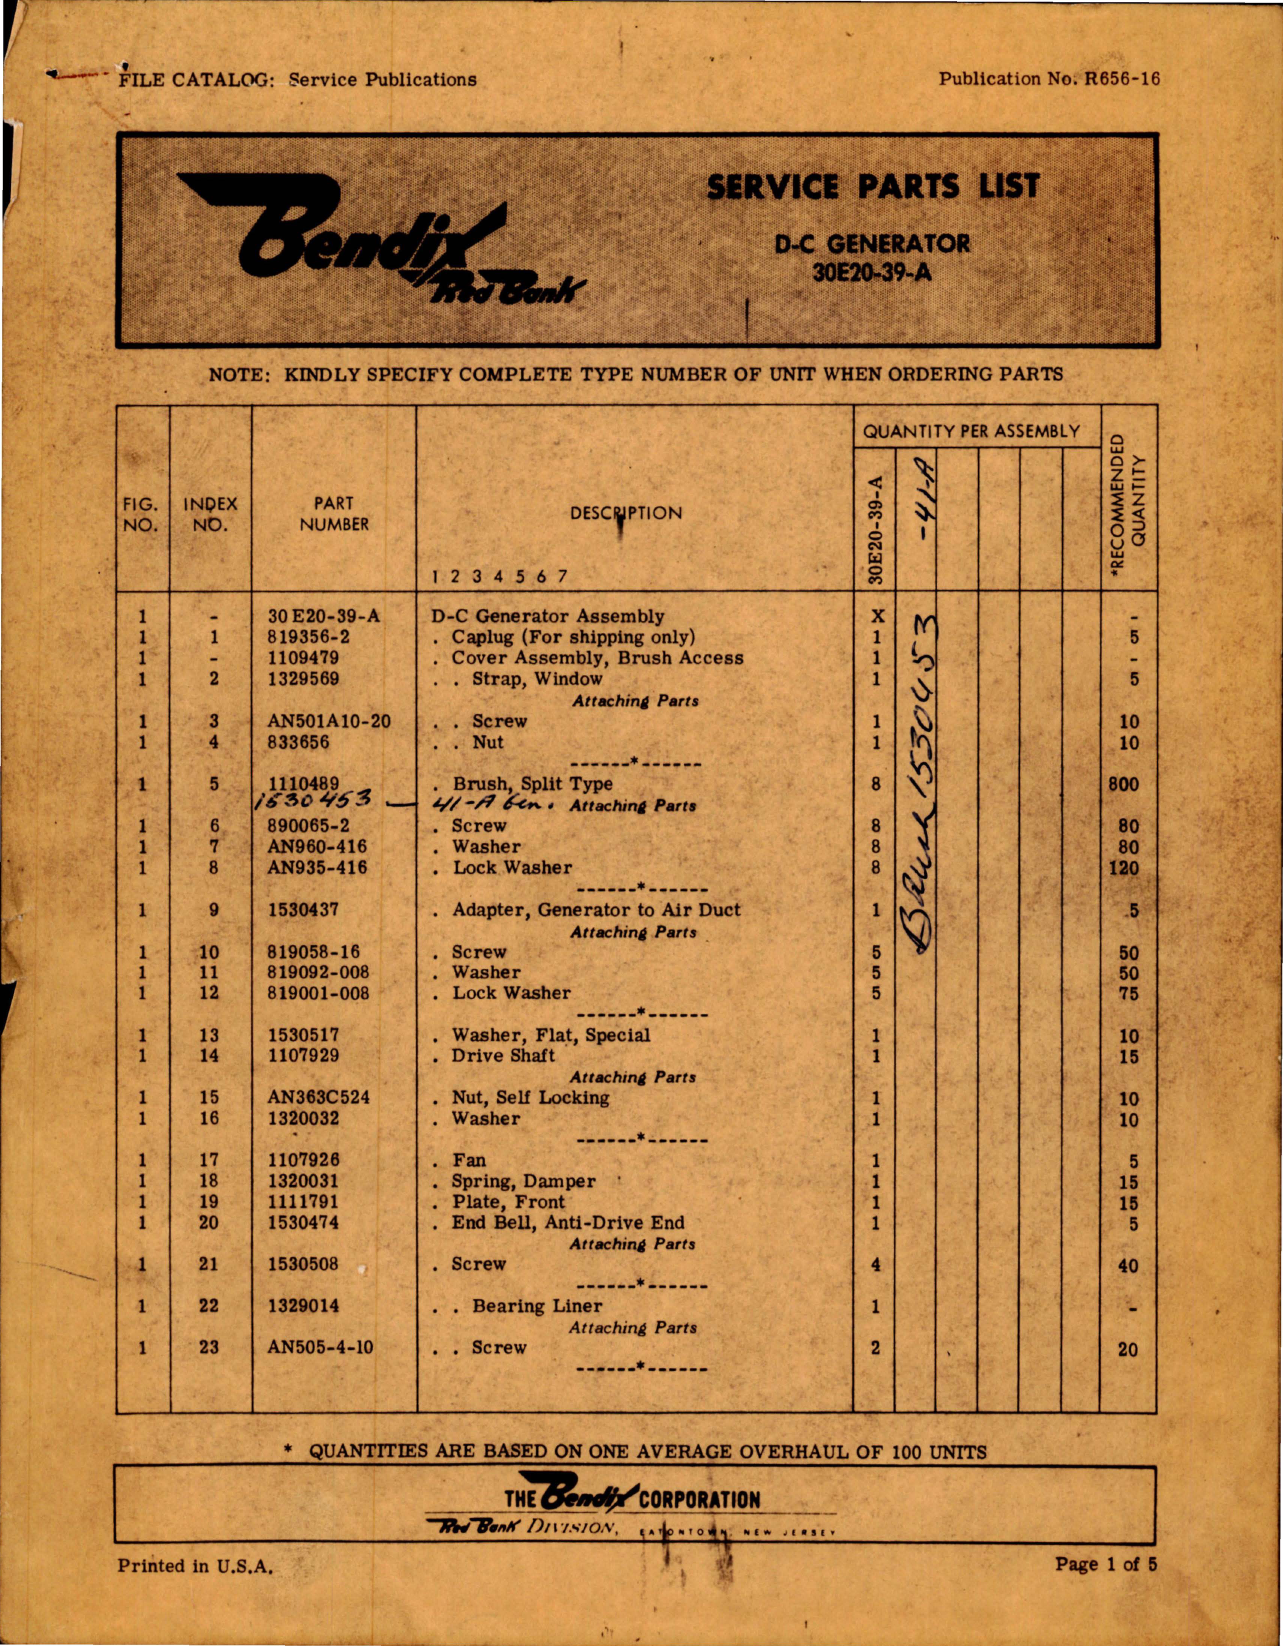 FILE CATALOG: Service Publications Publication No. R656-16
Bendix
Red Bank
SERVICE PARTS LIST
D-C GENERATOR
30E20-39-A
NOTE: KINDLY SPECIFY COMPLETE TYPE NUMBER OF UNIT WHEN ORDERING PARTS
FIG. NO. INDEX NO. PART NUMBER DESCRIPTION QUANTITY PER ASSEMBLY *RECOMMENDED QUANTITY
1 2 3 4 5 6 7 30E20-39-A -41-A
Brush 1530453
1 - 30E20-39-A D-C Generator Assembly X -
1 1 819356-2 . Caplug (For shipping only) 1 5
1 - 1109479 . Cover Assembly, Brush Access 1 -
1 2 1329569 . . Strap, Window 1 5
Attaching Parts
1 3 AN501A10-20 . . Screw 1 10
1 4 833656 . . Nut 1 10
------*------
1 5 1110489 . Brush, Split Type 8 800
1530453 — 41-A Gen. Attaching Parts
1 6 890065-2 . Screw 8 80
1 7 AN960-416 . Washer 8 80
1 8 AN935-416 . Lock Washer 8 120
------*------
1 9 1530437 . Adapter, Generator to Air Duct 1 5
Attaching Parts
1 10 819058-16 . Screw 5 50
1 11 819092-008 . Washer 5 50
1 12 819001-008 . Lock Washer 5 75
------*------
1 13 1530517 . Washer, Flat, Special 1 10
1 14 1107929 . Drive Shaft 1 15
Attaching Parts
1 15 AN363C524 . Nut, Self Locking 1 10
1 16 1320032 . Washer 1 10
------*------
1 17 1107926 . Fan 1 5
1 18 1320031 . Spring, Damper 1 15
1 19 1111791 . Plate, Front 1 15
1 20 1530474 . End Bell, Anti-Drive End 1 5
Attaching Parts
1 21 1530508 . Screw 4 40
------*------
1 22 1329014 . . Bearing Liner 1 -
Attaching Parts
1 23 AN505-4-10 . . Screw 2 20
------*------
* QUANTITIES ARE BASED ON ONE AVERAGE OVERHAUL OF 100 UNITS
THE Bendix CORPORATION
Red Bank DIVISION, EATONTOWN, NEW JERSEY
Printed in U.S.A. Page 1 of 5